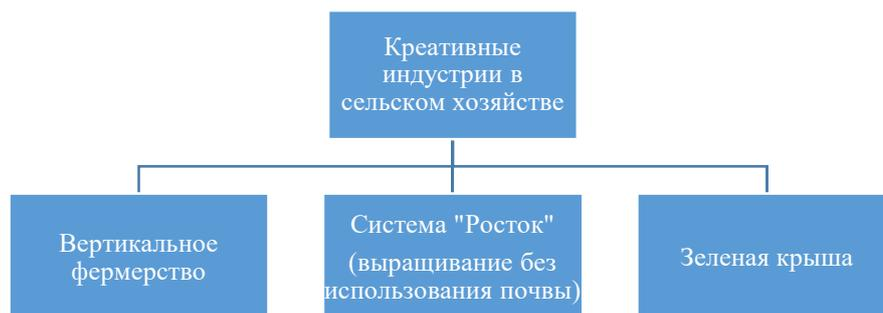 Креативные
индустрии в
сельском хозяйстве
Вертикальное
фермерство
Система "Росток"
(выращивание без
использования почвы)
Зеленая крыша